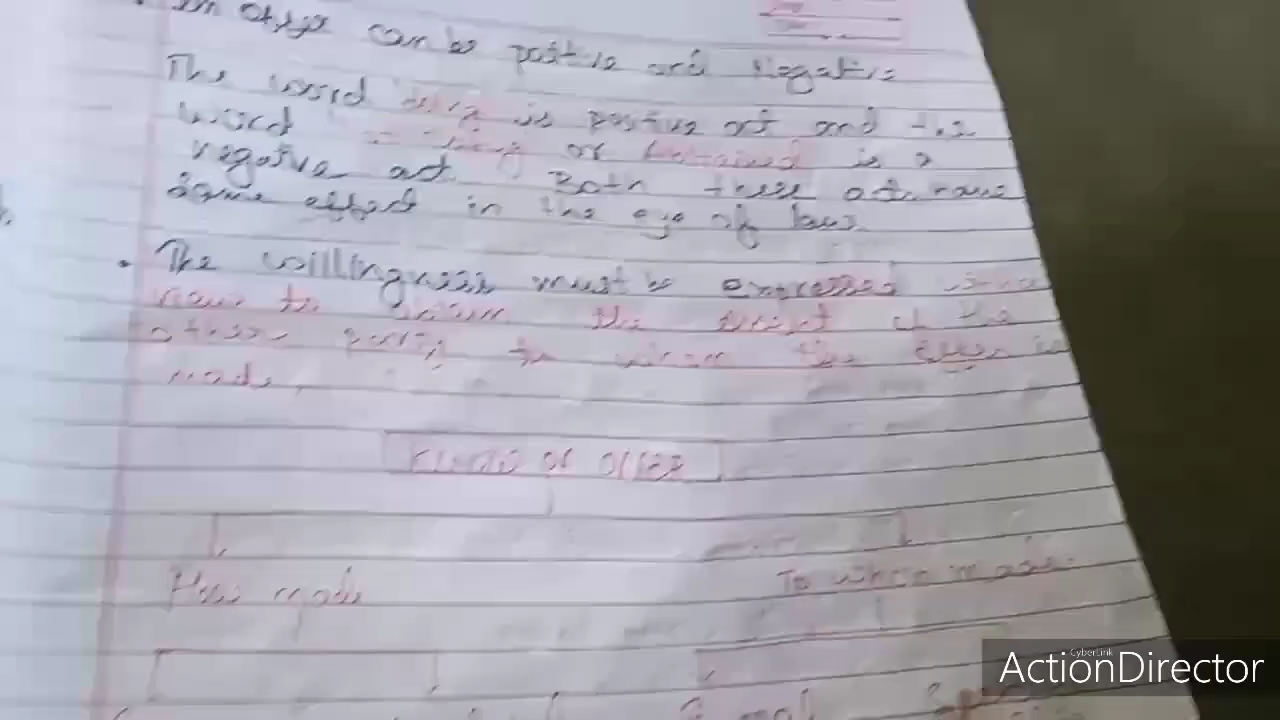 An Offer can be positive and Negative
The word doing is positive act and the
word not doing or abstained is a
negative act. Both these act have
same effect in the eye of law.
• The willingness must be expressed with a
view to obtain the assent of the
other party to whom the offer is
made.
KINDS OF OFFER
How made
To whom made
CyberLink
ActionDirector